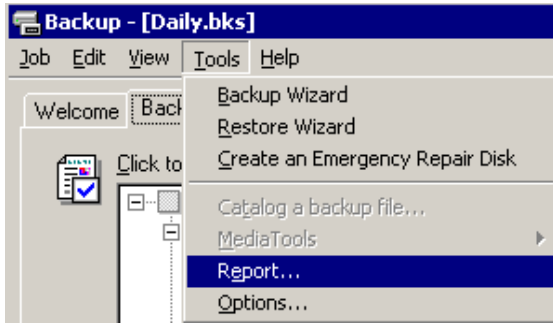 Backup - [Daily.bks]
Job Edit View Tools Help
Welcome
Backup Wizard
Restore Wizard
Create an Emergency Repair Disk
Click to
Catalog a backup file...
MediaTools
Report...
Options...